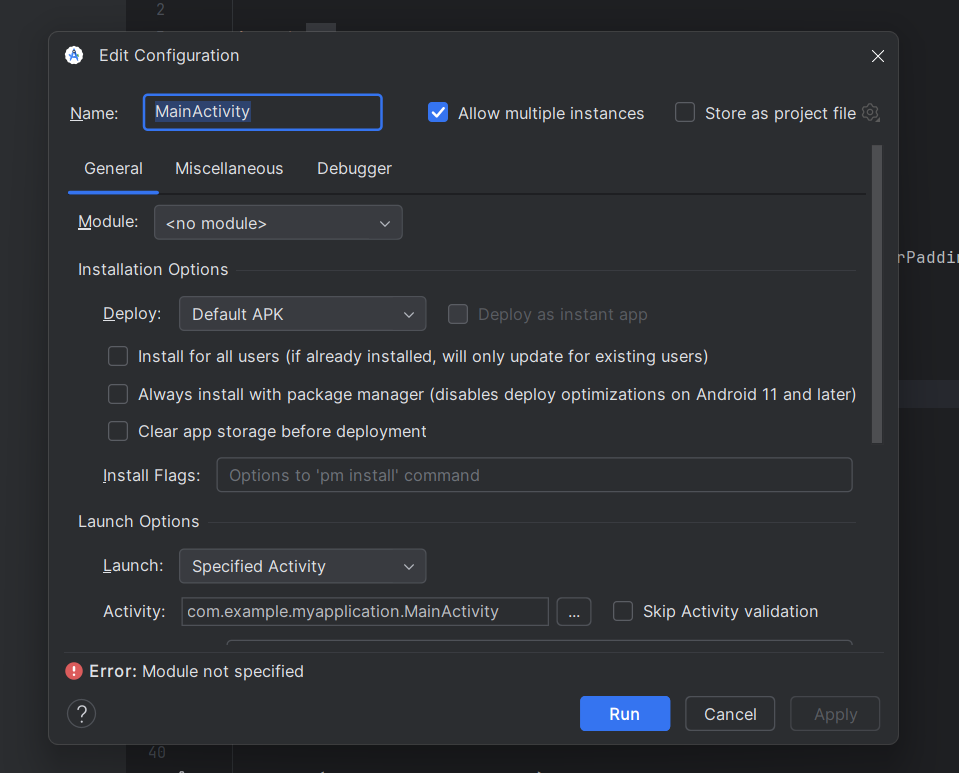 2
Edit Configuration
Name: MainActivity Allow multiple instances Store as project file
General Miscellaneous Debugger
Module: <no module>
rPaddin
Installation Options
Deploy: Default APK Deploy as instant app
Install for all users (if already installed, will only update for existing users)
Always install with package manager (disables deploy optimizations on Android 11 and later)
Clear app storage before deployment
Install Flags: Options to 'pm install' command
Launch Options
Launch: Specified Activity
Activity: com.example.myapplication.MainActivity ... Skip Activity validation
Error: Module not specified
? Run Cancel Apply
40